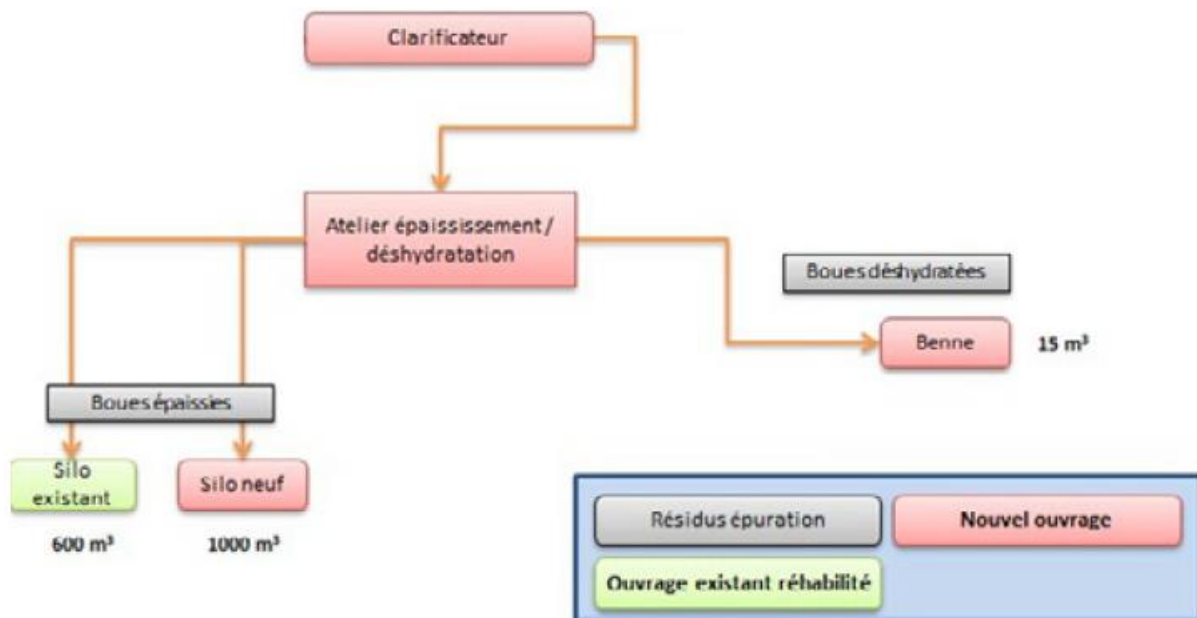 Clarificateur
Atelier épaississement /
déshydratation
Boues déshydratées
Benne
15 m³
Boues épaissies
Silo
existant
Silo neuf
600 m³
1000 m³
Résidus épuration
Nouvel ouvrage
Ouvrage existant réhabilité